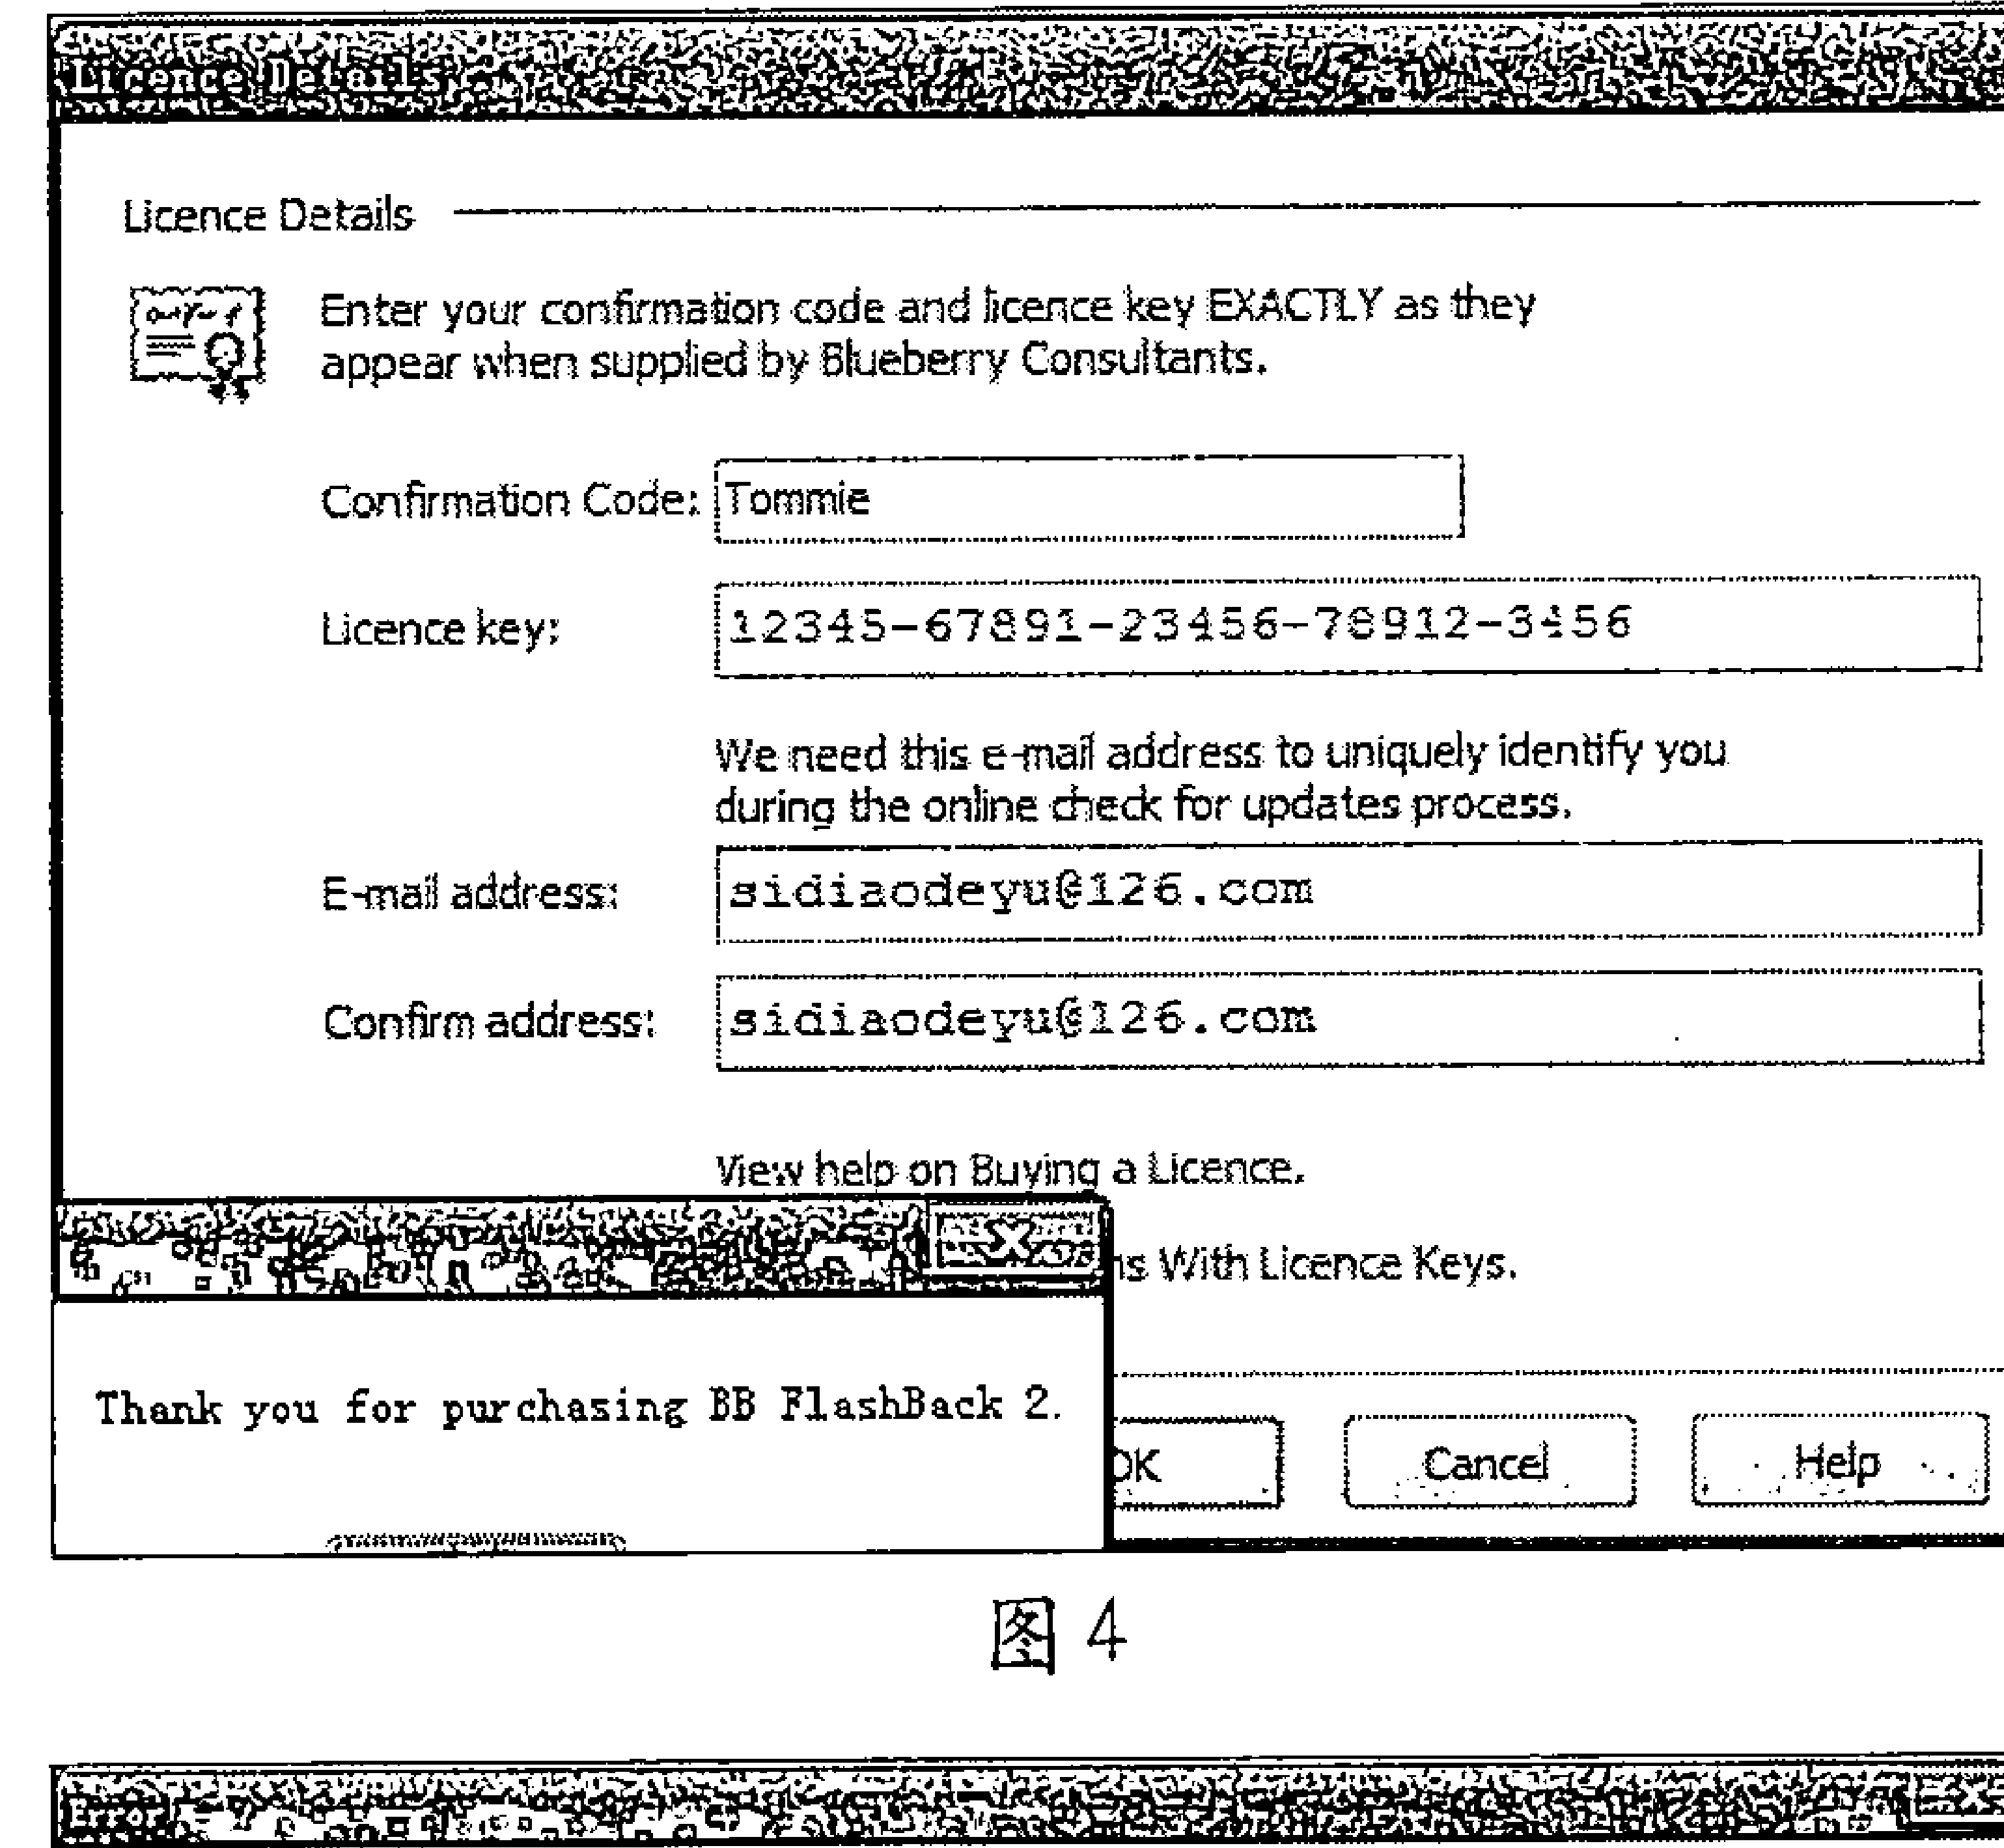 Licence Details
Licence Details
Enter your confirmation code and licence key EXACTLY as they
appear when supplied by Blueberry Consultants.
Confirmation Code: Tommie
Licence key: 12345-67891-23456-78912-3456
We need this e-mail address to uniquely identify you
during the online check for updates process.
E-mail address: sidiaodeyu@126.com
Confirm address: sidiaodeyu@126.com
View help on Buying a Licence.
With Licence Keys.
Thank you for purchasing BB FlashBack 2.
OK Cancel Help
图 4
Error